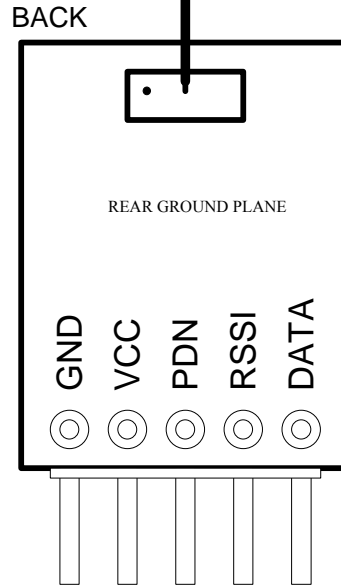 BACK
REAR GROUND PLANE
GND
VCC
PDN
RSSI
DATA